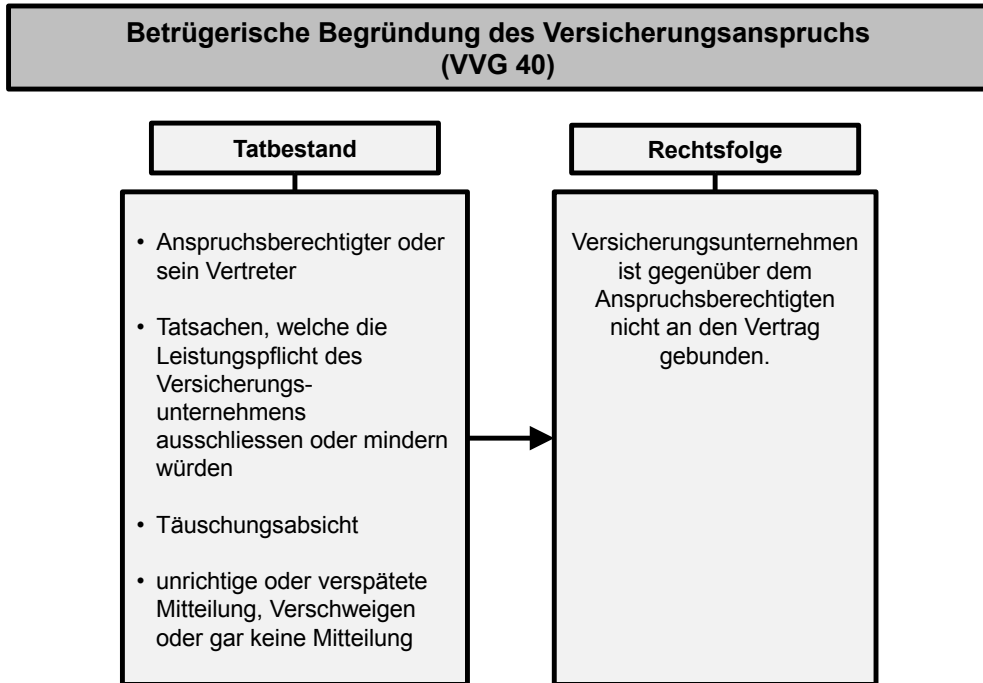 Betrügerische Begründung des Versicherungsanspruchs
(VVG 40)
Tatbestand
• Anspruchsberechtigter oder
sein Vertreter
• Tatsachen, welche die
Leistungspflicht des
Versicherungs-
unternehmens
ausschliessen oder mindern
würden
• Täuschungsabsicht
• unrichtige oder verspätete
Mitteilung, Verschweigen
oder gar keine Mitteilung
Rechtsfolge
Versicherungsunternehmen
ist gegenüber dem
Anspruchsberechtigten
nicht an den Vertrag
gebunden.